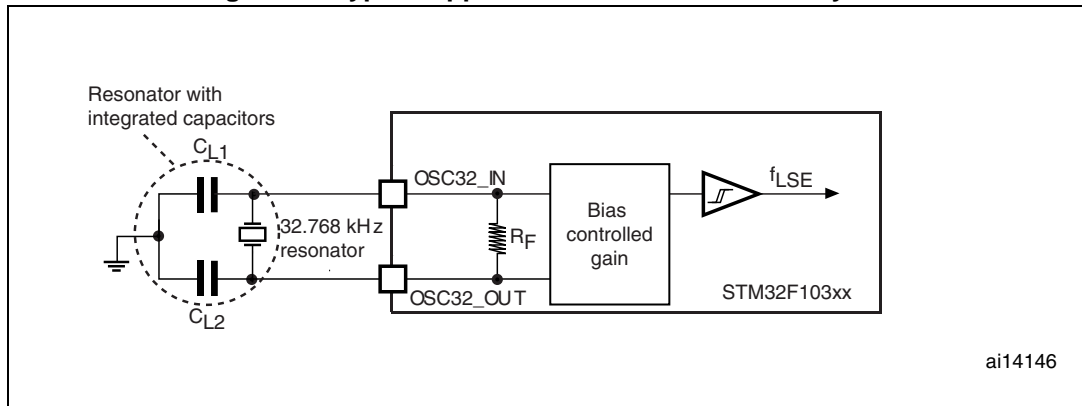 Resonator with
integrated capacitors
CL1
OSC32_IN
fLSE
32.768 kHz
resonator
RF
Bias
controlled
gain
OSC32_OUT
STM32F103xx
CL2
ai14146